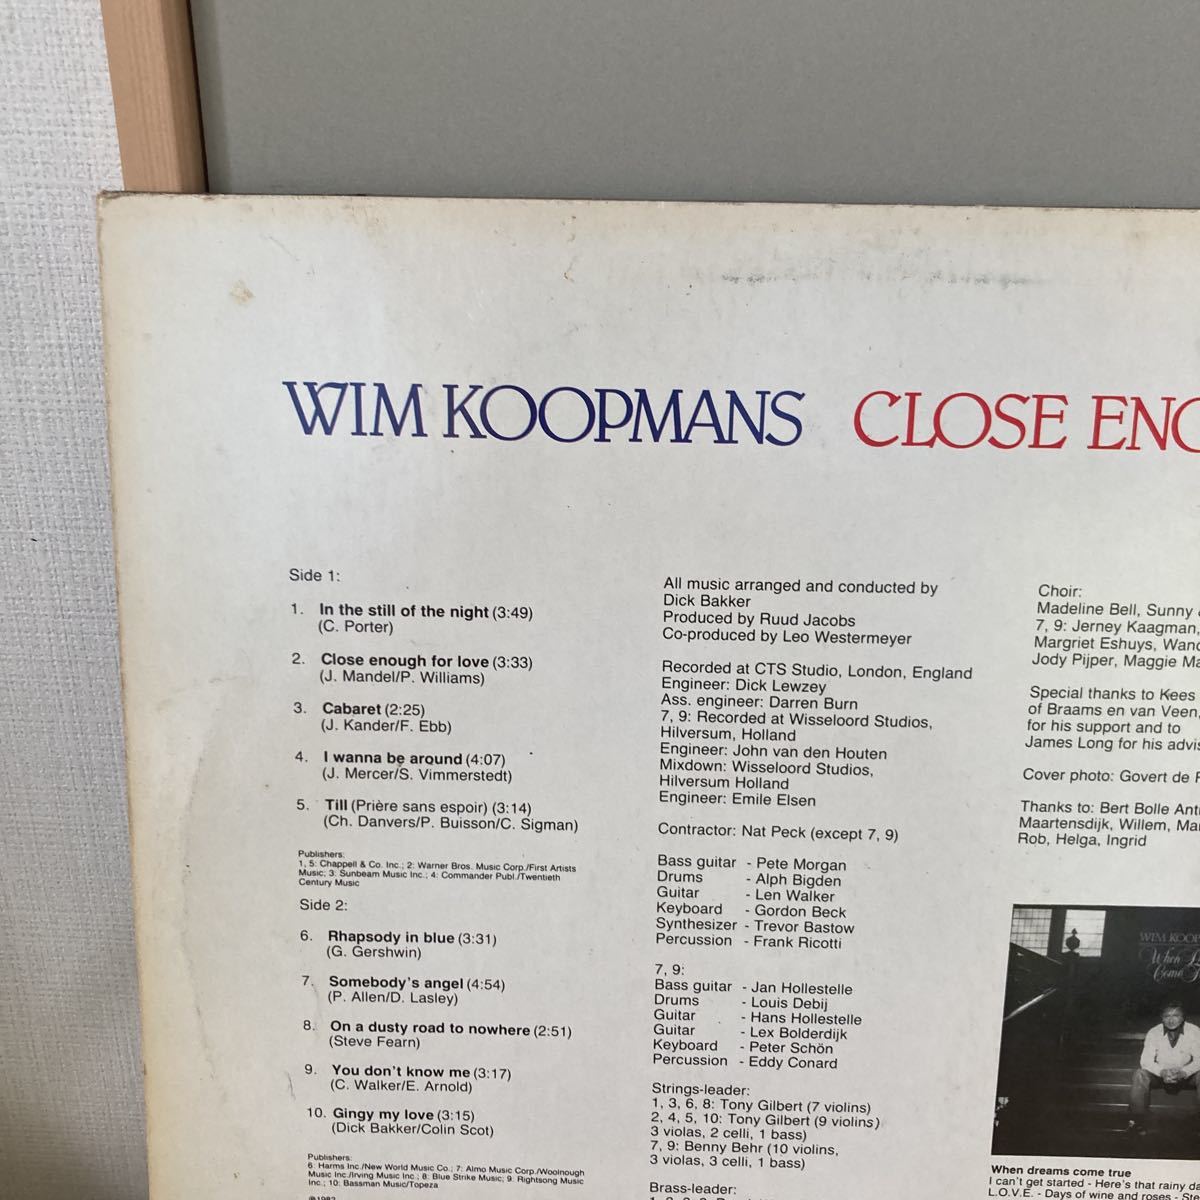 WIM KOOPMANS CLOSE ENO
Side 1:
1. In the still of the night (3:49)
(C. Porter)
2. Close enough for love (3:33)
(J. Mandel/P. Williams)
3. Cabaret (2:25)
(J. Kander/F. Ebb)
4. I wanna be around (4:07)
(J. Mercer/S. Vimmerstedt)
5. Till (Prière sans espoir) (3:14)
(Ch. Danvers/P. Buisson/C. Sigman)
Publishers:
1, 5: Chappell & Co. Inc.; 2: Warner Bros. Music Corp./First Artists
Music; 3: Sunbeam Music Inc.; 4: Commander Publ./Twentieth
Century Music
Side 2:
6. Rhapsody in blue (3:31)
(G. Gershwin)
7. Somebody's angel (4:54)
(P. Allen/D. Lasley)
8. On a dusty road to nowhere (2:51)
(Steve Fearn)
9. You don't know me (3:17)
(C. Walker/E. Arnold)
10. Gingy my love (3:15)
(Dick Bakker/Colin Scot)
Publishers:
6: Harms Inc./New World Music Co.; 7: Almo Music Corp./Woolnough
Music Inc./Irving Music Inc.; 8: Blue Strike Music; 9: Rightsong Music
Inc.; 10: Bassman Music/Topeza
All music arranged and conducted by
Dick Bakker
Produced by Ruud Jacobs
Co-produced by Leo Westermeyer
Recorded at CTS Studio, London, England
Engineer: Dick Lewzey
Ass. engineer: Darren Burn
7, 9: Recorded at Wisseloord Studios,
Hilversum, Holland
Engineer: John van den Houten
Mixdown: Wisseloord Studios,
Hilversum Holland
Engineer: Emile Elsen
Contractor: Nat Peck (except 7, 9)
Bass guitar - Pete Morgan
Drums - Alph Bigden
Guitar - Len Walker
Keyboard - Gordon Beck
Synthesizer - Trevor Bastow
Percussion - Frank Ricotti
7, 9:
Bass guitar - Jan Hollestelle
Drums - Louis Debij
Guitar - Hans Hollestelle
Guitar - Lex Bolderdijk
Keyboard - Peter Schön
Percussion - Eddy Conard
Strings-leader:
1, 3, 6, 8: Tony Gilbert (7 violins)
2, 4, 5, 10: Tony Gilbert (9 violins)
3 violas, 2 celli, 1 bass)
7, 9: Benny Behr (10 violins,
3 violas, 3 celli, 1 bass)
Brass-leader:
Choir:
Madeline Bell, Sunny
7, 9: Jerney Kaagman,
Margriet Eshuys,
Jody Pijper, Maggie
Special thanks to Kees
of Braams en van Veen,
for his support and to
James Long for his
Cover photo: Govert de
Thanks to: Bert Bolle
Maartensdijk, Willem,
Rob, Helga, Ingrid
WIM KOOP
When
Come
When dreams come true
I can't get started - Here's that rainy
L.O.V.E. - Days of wine and roses